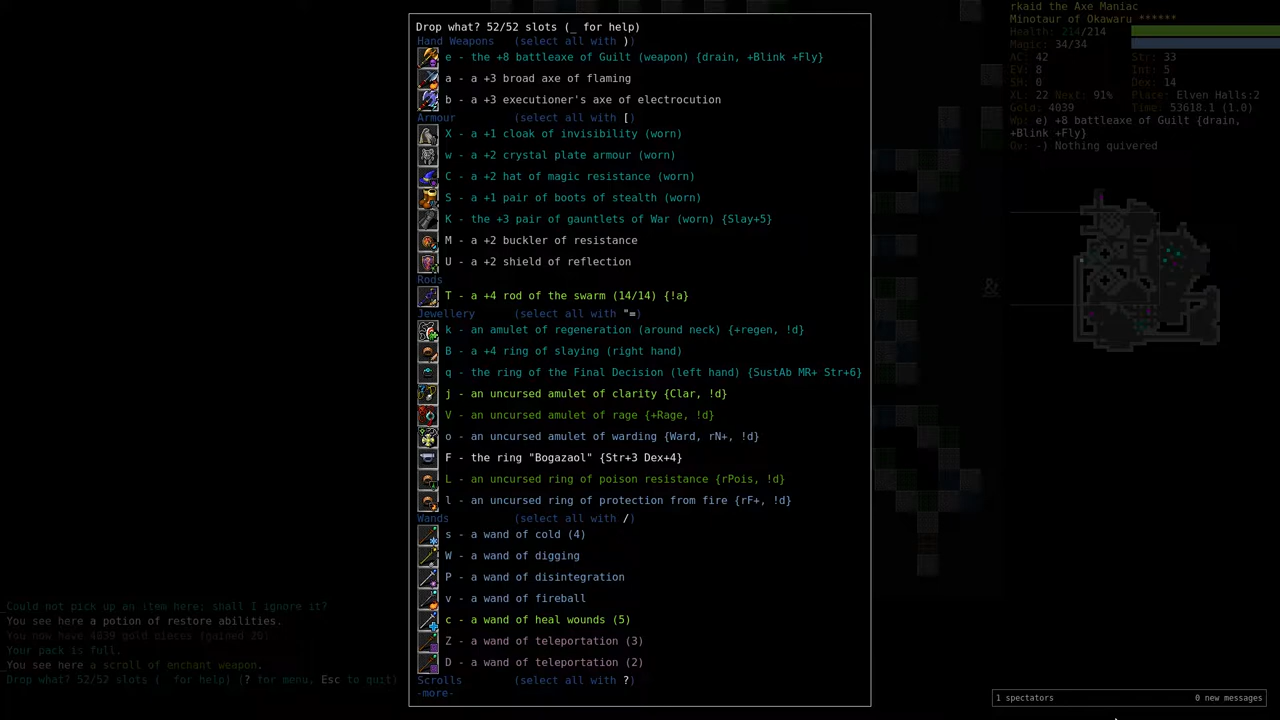 Drop what? 52/52 slots (_ for help)
Hand Weapons (select all with ))
e - the +8 battleaxe of Guilt (weapon) {drain, +Blink +Fly}
a - a +3 broad axe of flaming
b - a +3 executioner's axe of electrocution
Armour (select all with [)
X - a +1 cloak of invisibility (worn)
w - a +2 crystal plate armour (worn)
C - a +2 hat of magic resistance (worn)
S - a +1 pair of boots of stealth (worn)
K - the +3 pair of gauntlets of War (worn) {Slay+5}
M - a +2 buckler of resistance
U - a +2 shield of reflection
Rods
T - a +4 rod of the swarm (14/14) {!a}
Jewellery (select all with "=)
k - an amulet of regeneration (around neck) {+regen, !d}
B - a +4 ring of slaying (right hand)
q - the ring of the Final Decision (left hand) {SustAb MR+ Str+6}
j - an uncursed amulet of clarity {Clar, !d}
V - an uncursed amulet of rage {+Rage, !d}
o - an uncursed amulet of warding {Ward, rN+, !d}
F - the ring "Bogazaol" {Str+3 Dex+4}
L - an uncursed ring of poison resistance {rPois, !d}
l - an uncursed ring of protection from fire {rF+, !d}
Wands (select all with /)
s - a wand of cold (4)
W - a wand of digging
P - a wand of disintegration
v - a wand of fireball
c - a wand of heal wounds (5)
Z - a wand of teleportation (3)
D - a wand of teleportation (2)
Scrolls (select all with ?)
-more-
rkaid the Axe Maniac
Minotaur of Okawaru ******
Health: 214/214
Magic: 34/34
AC: 42 Str: 33
EV: 8 Int: 5
SH: 0 Dex: 14
XL: 22 Next: 91% Place: Elven Halls:2
Gold: 4039 Time: 53618.1 (1.0)
Wp: e) +8 battleaxe of Guilt {drain,
+Blink +Fly}
Qv: -) Nothing quivered
_Could not pick up an item here; shall I ignore it?
You see here a potion of restore abilities.
You now have 4039 gold pieces (gained 20)
Your pack is full.
You see here a scroll of enchant weapon.
Drop what? 52/52 slots (_ for help) (? for menu, Esc to quit)
1 spectators 0 new messages